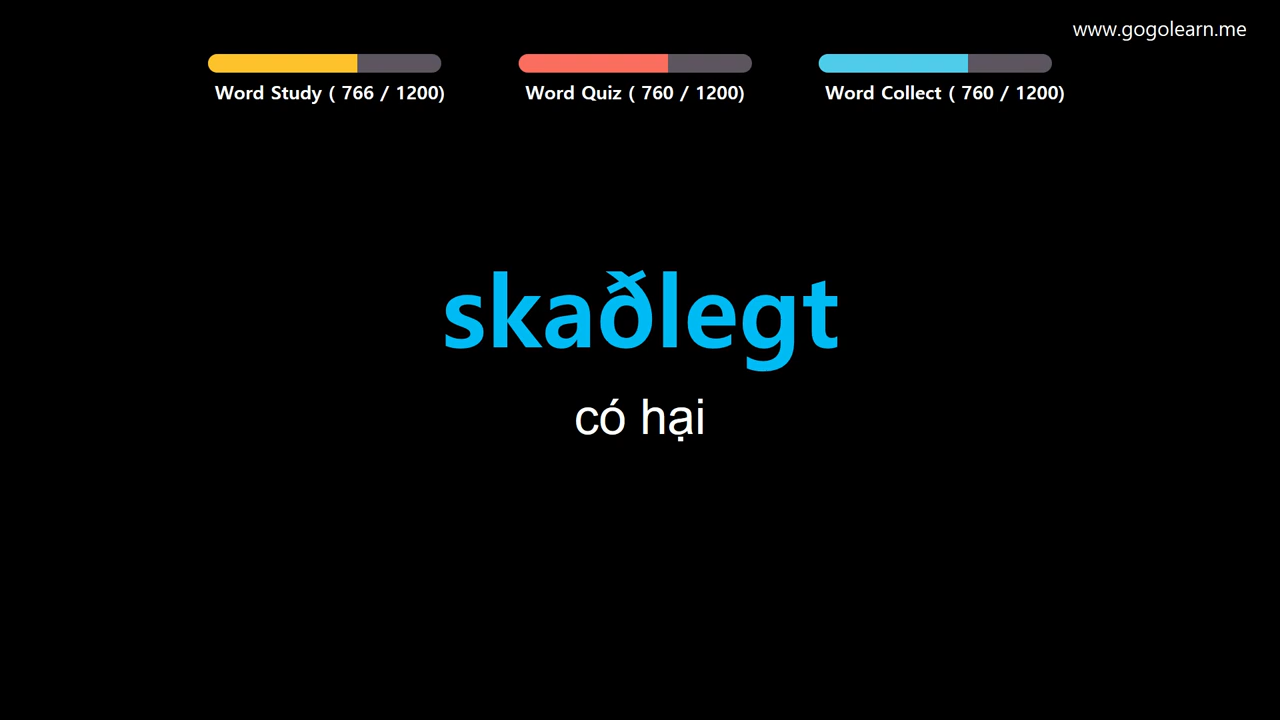 www.gogolearn.me
Word Study ( 766 / 1200)
Word Quiz ( 760 / 1200)
Word Collect ( 760 / 1200)
skaðlegt
có hại